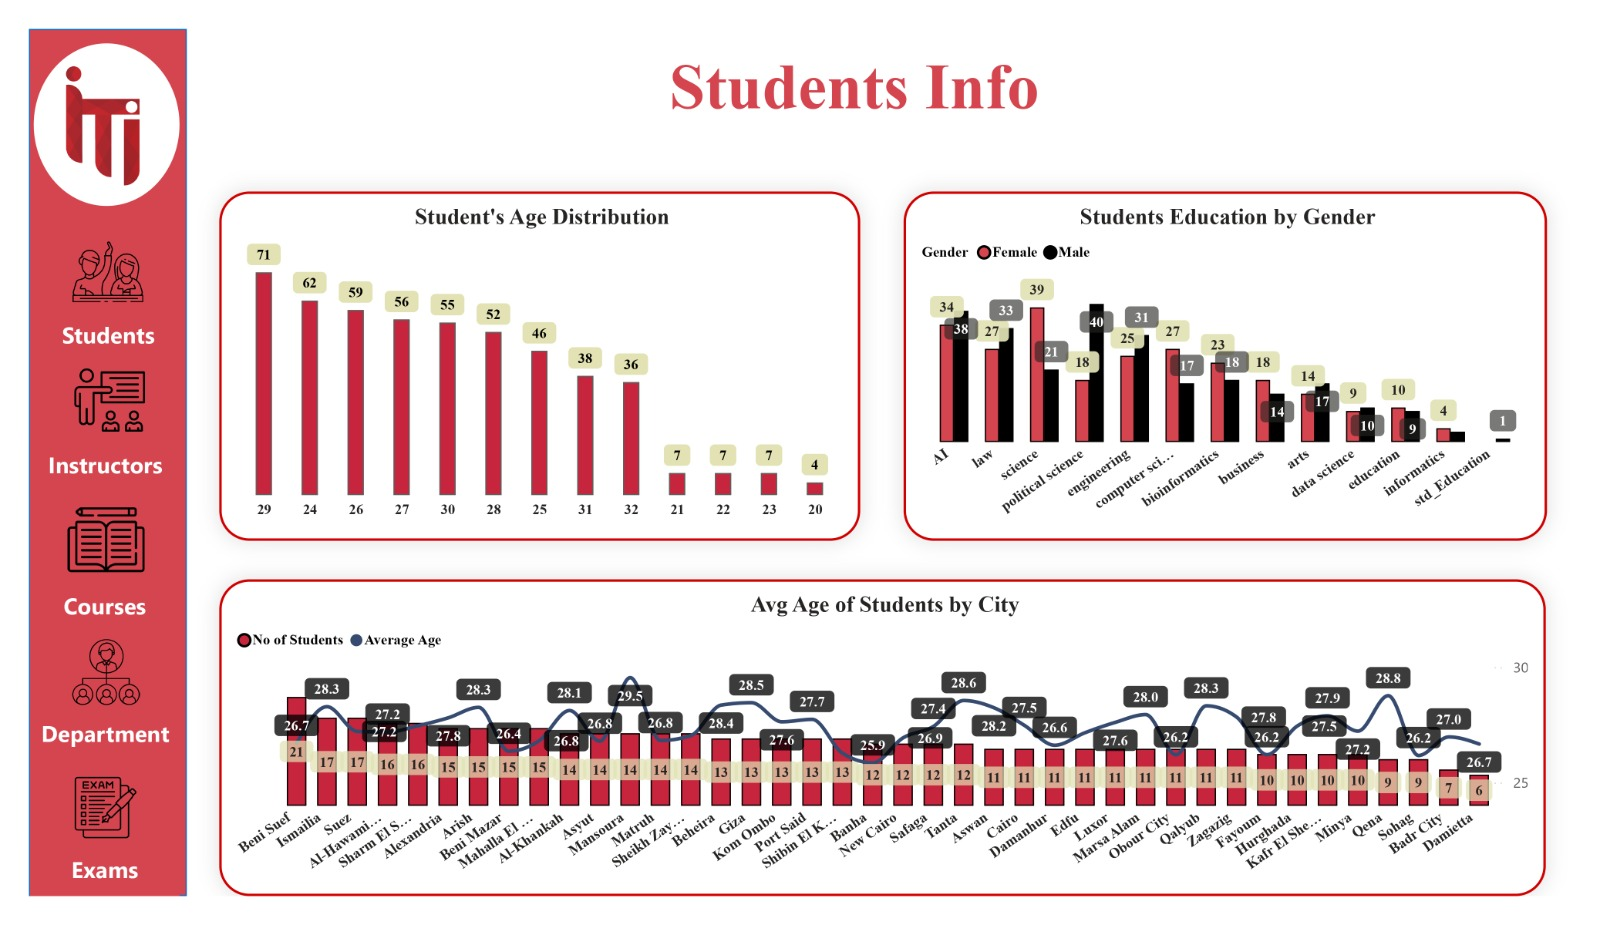 iTi
Students Info
Students
Instructors
Courses
Department
EXAM
Exams
Student's Age Distribution
71 62 59 56 55 52 46 38 36 7 7 7 4
29 24 26 27 30 28 25 31 32 21 22 23 20
Students Education by Gender
Gender Female Male
34 38 27 33 39 21 18 40 25 31 27 17 23 18 18 14 14 17 9 10 10 9 4 1
AI law science political science engineering computer sci... bioinformatics business arts data science education informatics std_Education
Avg Age of Students by City
No of Students Average Age
30
25
26.7 28.3 27.2 27.2 27.8 28.3 26.4 28.1 26.8 26.8 29.5 26.8 28.4 28.5 27.6 27.7 25.9 27.4 26.9 28.6 28.2 27.5 26.6 27.6 28.0 26.2 28.3 27.8 26.2 27.9 27.5 27.2 28.8 26.2 27.0 26.7
21 17 17 16 16 15 15 15 15 14 14 14 14 14 13 13 13 13 13 12 12 12 12 11 11 11 11 11 11 11 11 11 10 10 10 10 9 9 7 6
Beni Suef Ismailia Suez Al-Hawami... Sharm El S... Alexandria Arish Beni Mazar Mahalla El ... Al-Khankah Asyut Mansoura Matruh Sheikh Zay... Beheira Giza Kom Ombo Port Said Shibin El K... Banha New Cairo Safaga Tanta Aswan Cairo Damanhur Edfu Luxor Marsa Alam Obour City Qalyub Zagazig Fayoum Hurghada Kafr El She... Minya Qena Sohag Badr City Damietta